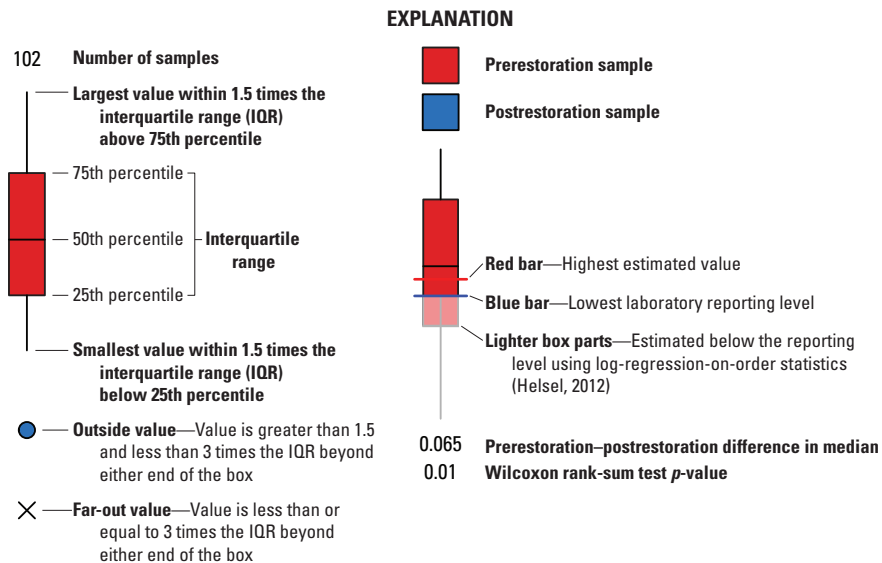 EXPLANATION
102 Number of samples
Largest value within 1.5 times the
interquartile range (IQR)
above 75th percentile
75th percentile
50th percentile
Interquartile
range
25th percentile
Smallest value within 1.5 times the
interquartile range (IQR)
below 25th percentile
Outside value—Value is greater than 1.5
and less than 3 times the IQR beyond
either end of the box
Far-out value—Value is less than or
equal to 3 times the IQR beyond
either end of the box
Prerestoration sample
Postrestoration sample
Red bar—Highest estimated value
Blue bar—Lowest laboratory reporting level
Lighter box parts—Estimated below the reporting
level using log-regression-on-order statistics
(Helsel, 2012)
0.065 Prerestoration–postrestoration difference in median
0.01 Wilcoxon rank-sum test p-value